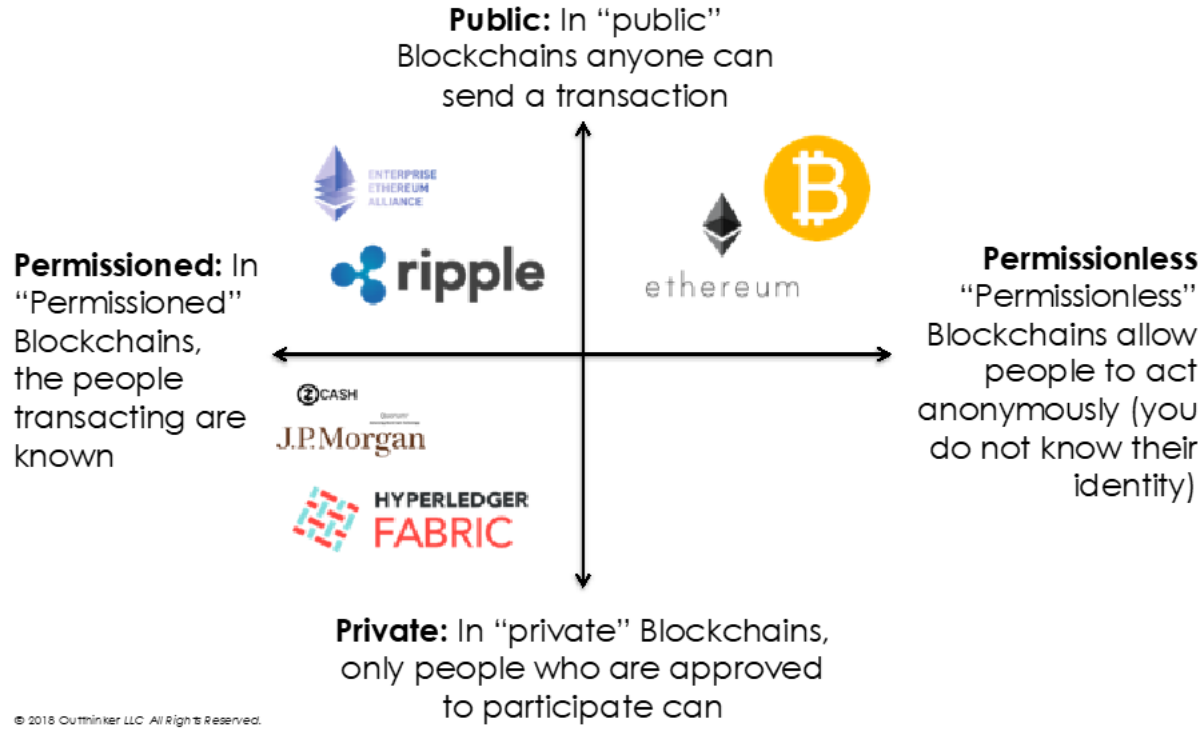 Public: In “public”
Blockchains anyone can
send a transaction
ENTERPRISE
ETHEREUM
ALLIANCE
ripple
ethereum
Permissioned: In
“Permissioned”
Blockchains,
the people
transacting are
known
Permissionless
“Permissionless”
Blockchains allow
people to act
anonymously (you
do not know their
identity)
ZCASH
J.P.Morgan
HYPERLEDGER
FABRIC
Private: In “private” Blockchains,
only people who are approved
to participate can
© 2018 Outthinker LLC All Rights Reserved.